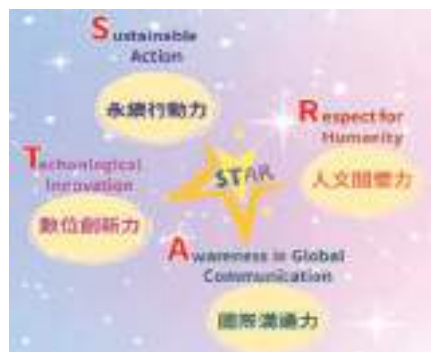 Sustainable
Action
永續行動力
Respect for
Humanity
人文關懷力
Technological
Innovation
數位創新力
STAR
Awareness in Global
Communication
國際溝通力